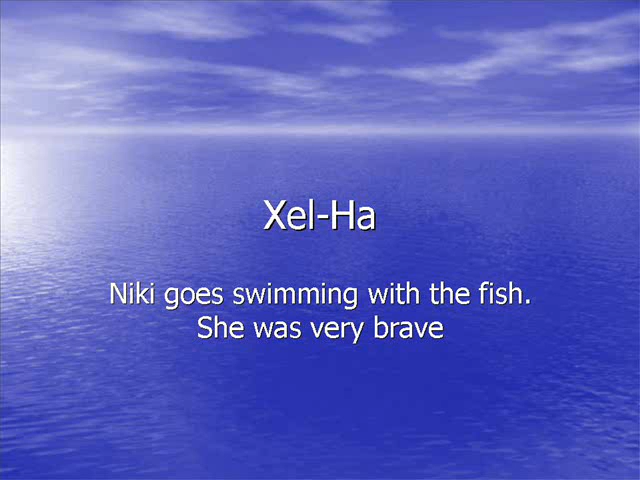 Xel-Ha
Niki goes swimming with the fish.
She was very brave